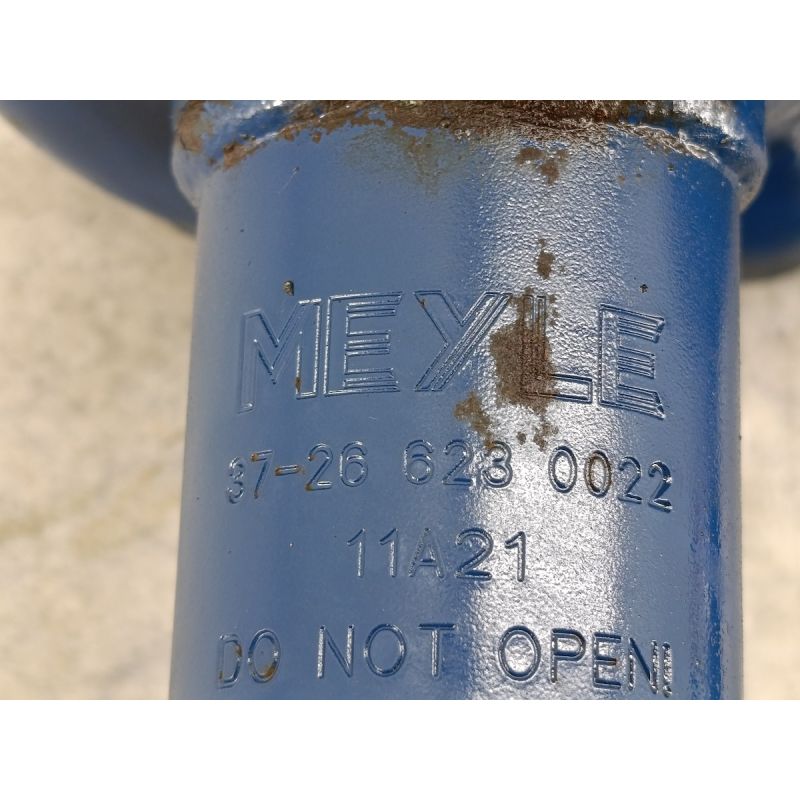 MEYLE
37-26 623 0022
11A21
DO NOT OPEN!